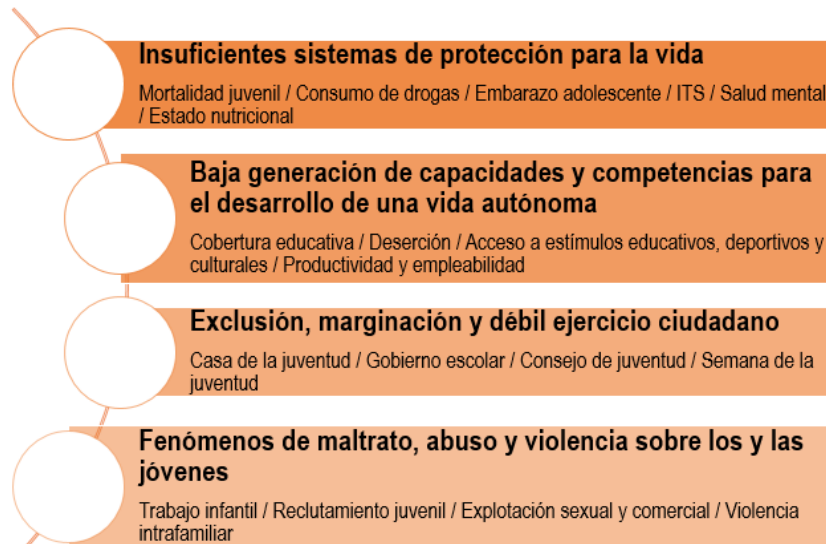 Insuficientes sistemas de protección para la vida
Mortalidad juvenil / Consumo de drogas / Embarazo adolescente / ITS / Salud mental
/ Estado nutricional
Baja generación de capacidades y competencias para
el desarrollo de una vida autónoma
Cobertura educativa / Deserción / Acceso a estímulos educativos, deportivos y
culturales / Productividad y empleabilidad
Exclusión, marginación y débil ejercicio ciudadano
Casa de la juventud / Gobierno escolar / Consejo de juventud / Semana de la
juventud
Fenómenos de maltrato, abuso y violencia sobre los y las
jóvenes
Trabajo infantil / Reclutamiento juvenil / Explotación sexual y comercial / Violencia
intrafamiliar